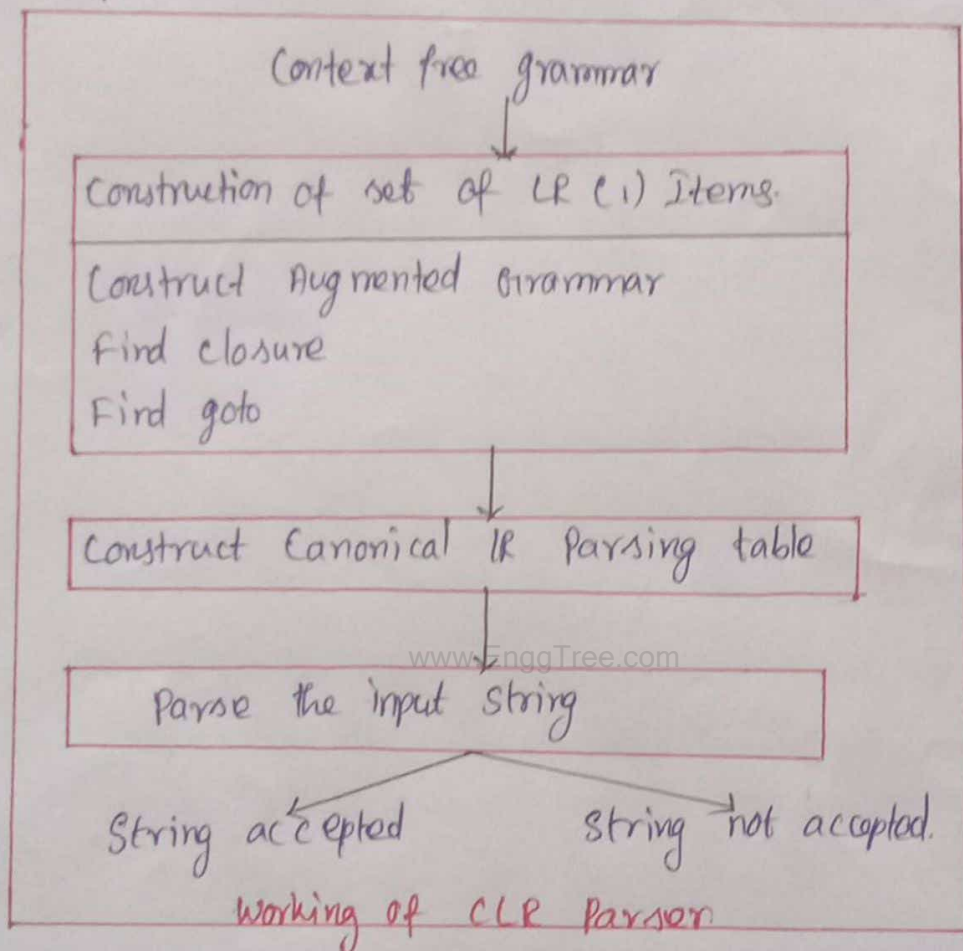 Context free grammar
Construction of set of LR (1) Items.
Construct Augmented Grammar
Find closure
Find goto
Construct Canonical LR Parsing table
www.EnggTree.com
Parse the input string
String accepted
String not accepted.
Working of CLR Parser